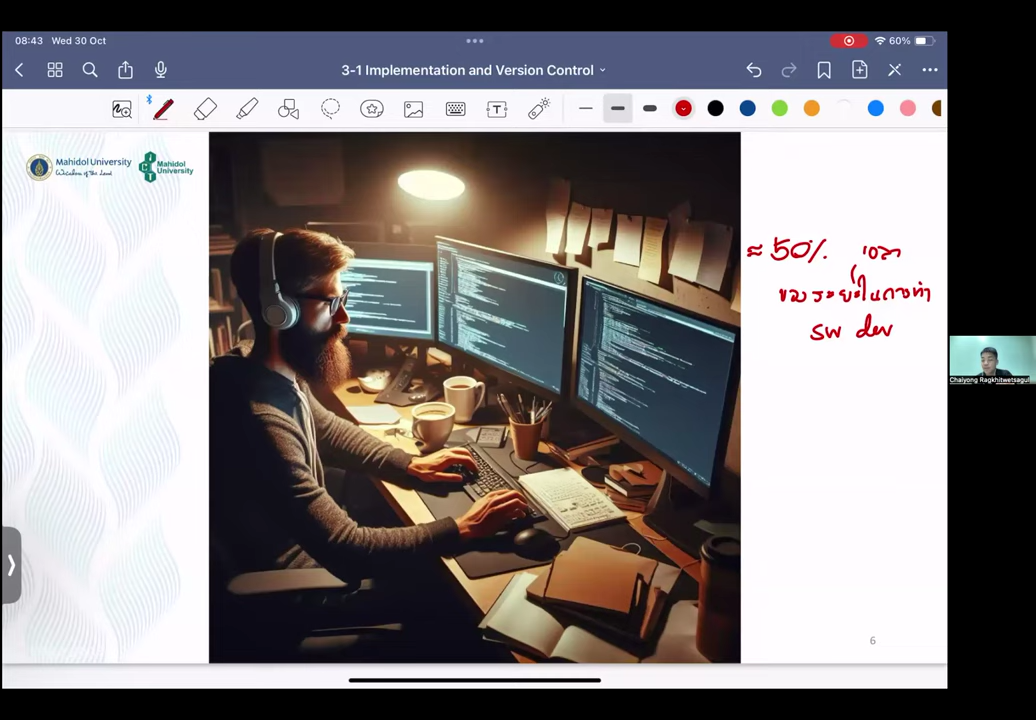 08:43 Wed 30 Oct
60%
3-1 Implementation and Version Control
Mahidol University
Wisdom of the Land
Mahidol
University
≈ 50% เวลา
ของระยะในการทำ
SW dev
Chaiyong Ragkhitwetsagul
6